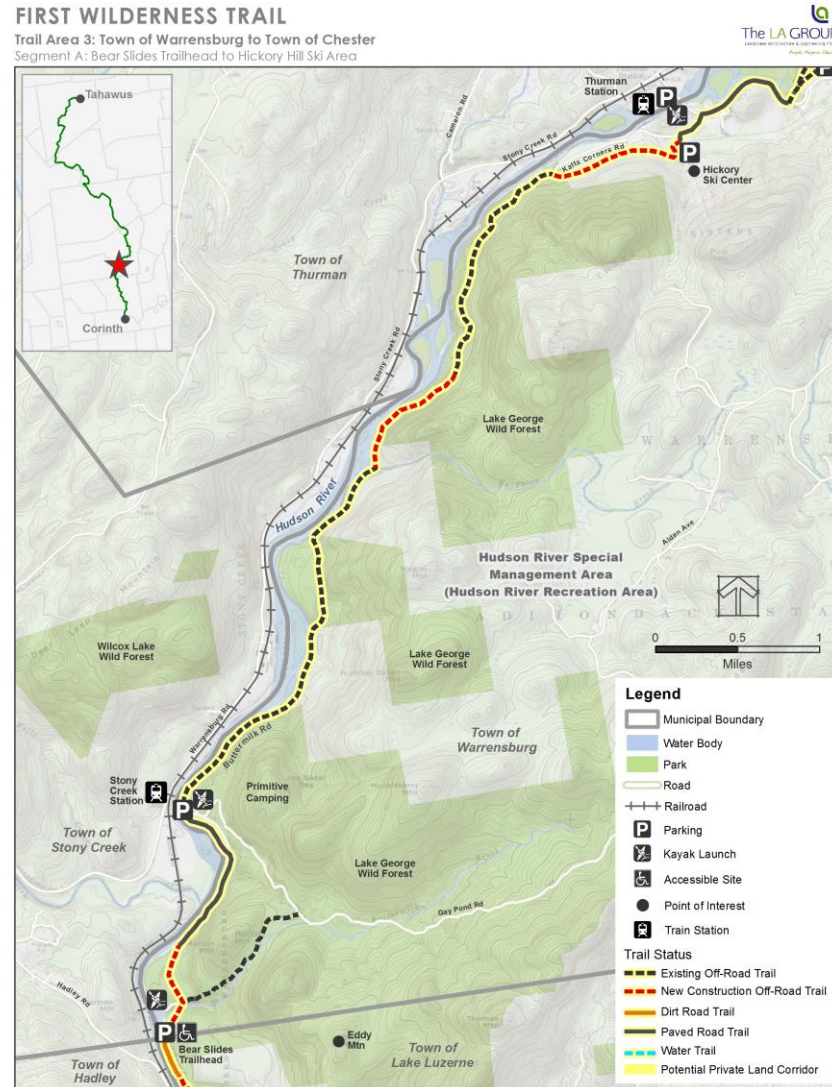 FIRST WILDERNESS TRAIL
Trail Area 3: Town of Warrensburg to Town of Chester
Segment A: Bear Slides Trailhead to Hickory Hill Ski Area
The LA GROUP
Landscape Architecture & Engineering
Tahawus
Corinth
Thurman
Station
P
P
P
Cameron Rd
Stony Creek Rd
Katts Corners Rd
Hickory
Ski Center
Town of
Thurman
Stony Creek Rd
Lake George
Wild Forest
Hudson River
Alden Ave
Hudson River Special
Management Area
(Hudson River Recreation Area)
0 0.5 1
Miles
Wilcox Lake
Wild Forest
Lake George
Wild Forest
Warrensburg Rd
Buttermilk Rd
Town of
Warrensburg
Stony
Creek
Station
P
Primitive
Camping
Town of
Stony Creek
Lake George
Wild Forest
Gay Pond Rd
Hadley Rd
P
Bear Slides
Trailhead
Eddy
Mtn
Town of
Hadley
Town of
Lake Luzerne
Legend
Municipal Boundary
Water Body
Park
Road
Railroad
P Parking
Kayak Launch
Accessible Site
Point of Interest
Train Station
Trail Status
Existing Off-Road Trail
New Construction Off-Road Trail
Dirt Road Trail
Paved Road Trail
Water Trail
Potential Private Land Corridor